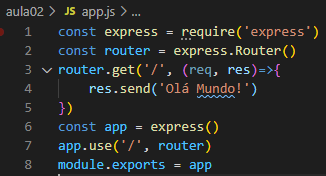 aula02 > JS app.js > ...
1 const express = require('express')
2 const router = express.Router()
3 router.get('/', (req, res)=>{
4 res.send('Olá Mundo!')
5 })
6 const app = express()
7 app.use('/', router)
8 module.exports = app